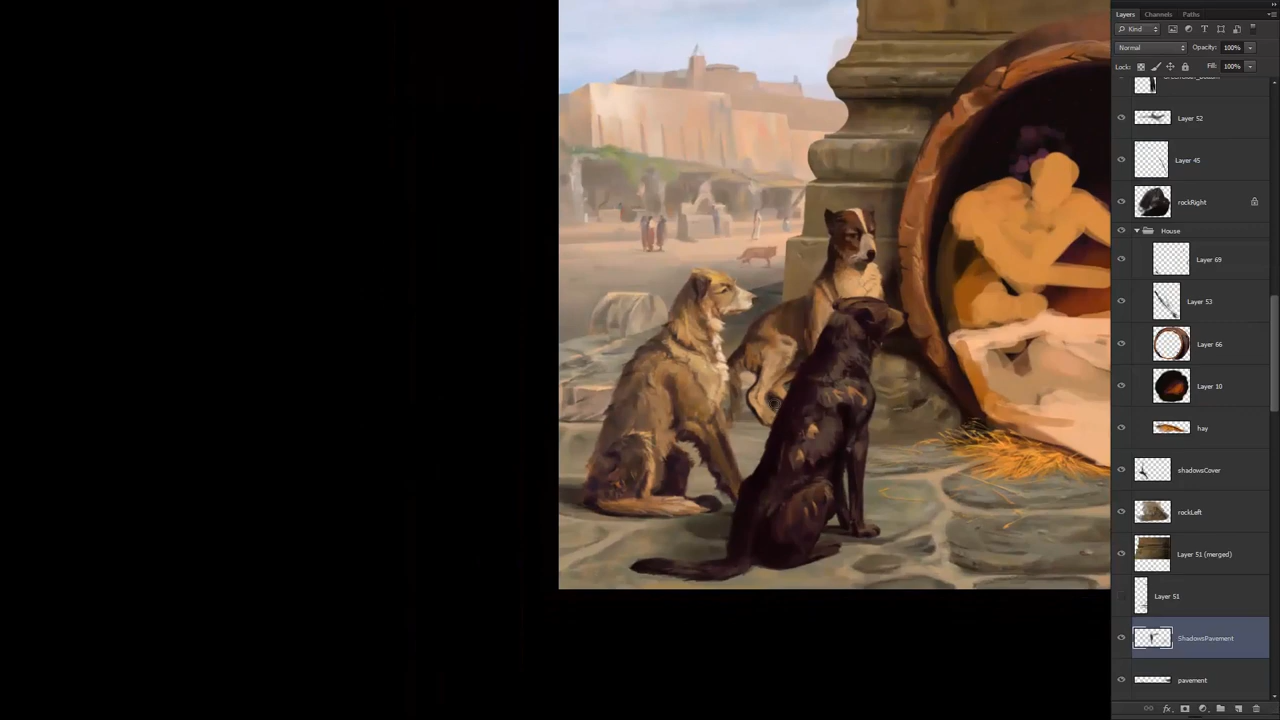 Layers Channels Paths
Kind
Normal Opacity: 100%
Lock: Fill: 100%
Layer 52
Layer 45
rockRight
House
Layer 69
Layer 53
Layer 66
Layer 10
hay
shadowsCover
rockLeft
Layer 51 (merged)
Layer 51
ShadowsPavement
pavement
fx